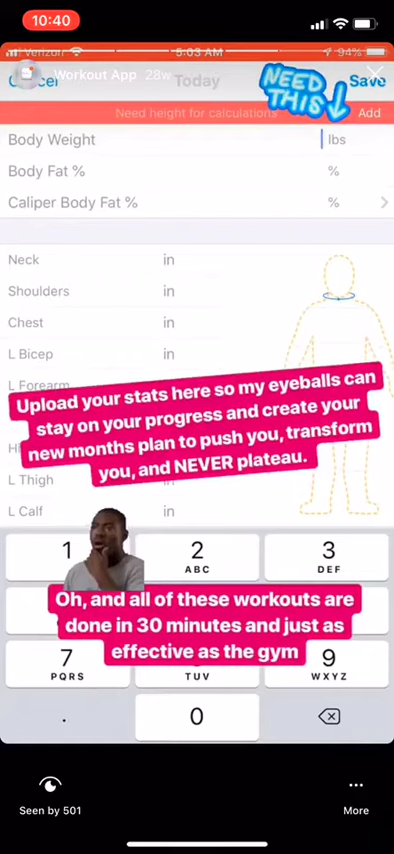 10:40
Verizon 5:03 AM 94%
Workout App 28w Today Save
NEED
THIS
Need height for calculations Add
Body Weight lbs
Body Fat % %
Caliper Body Fat % %
Neck in
Shoulders in
Chest in
L Bicep in
L Forearm
Upload your stats here so my eyeballs can
stay on your progress and create your
new months plan to push you, transform
you, and NEVER plateau.
L Thigh in
L Calf in
1
2 ABC
3 DEF
Oh, and all of these workouts are
done in 30 minutes and just as
effective as the gym
7 PQRS
TUV
9 WXYZ
.
0
Seen by 501
More